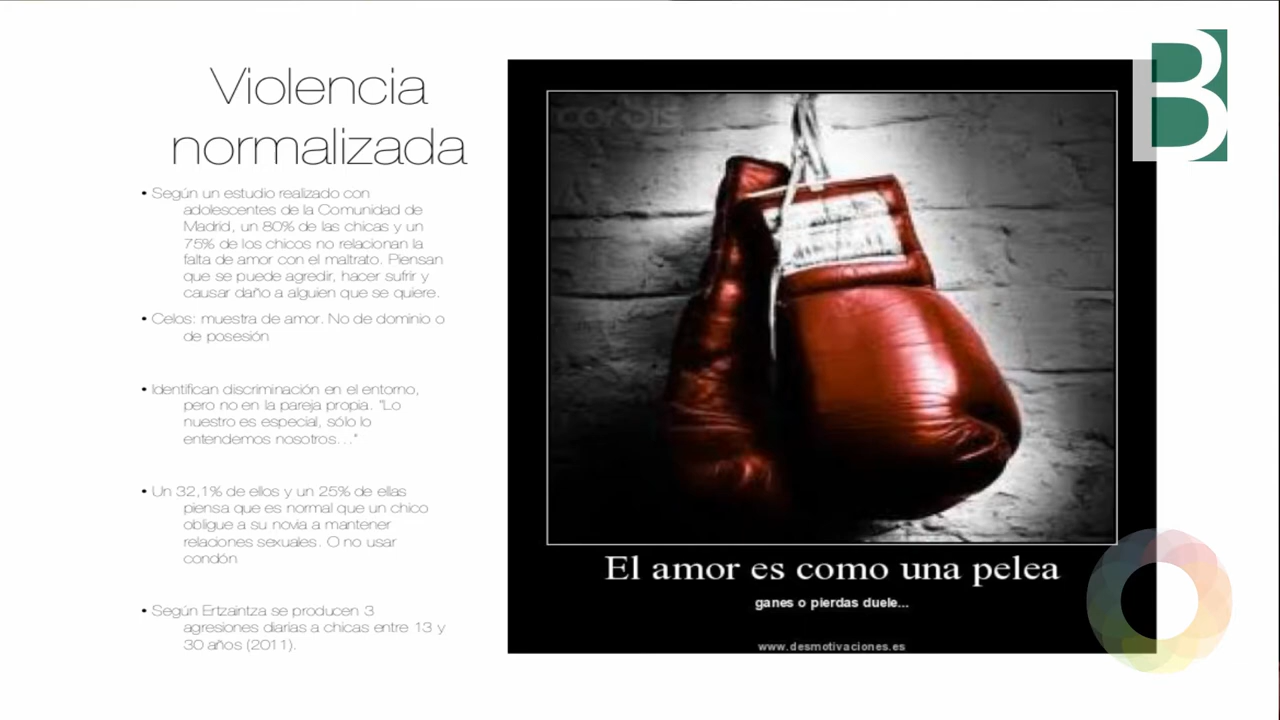 Violencia
normalizada
• Según un estudio realizado con
adolescentes de la Comunidad de
Madrid, un 80% de las chicas y un
75% de los chicos no relacionan la
falta de amor con el maltrato. Piensan
que se puede agredir, hacer sufrir y
causar daño a alguien que se quiere.
• Celos: muestra de amor. No de dominio o
de posesión
• Identifican discriminación en el entorno,
pero no en la pareja propia. "Lo
nuestro es especial, sólo lo
entendemos nosotros…"
• Un 32,1% de ellos y un 25% de ellas
piensa que es normal que un chico
obligue a su novia a mantener
relaciones sexuales. O no usar
condón
• Según Ertzaintza se producen 3
agresiones diarias a chicas entre 13 y
30 años (2011).
B
corbis
El amor es como una pelea
ganes o pierdas duele...
www.desmotivaciones.es